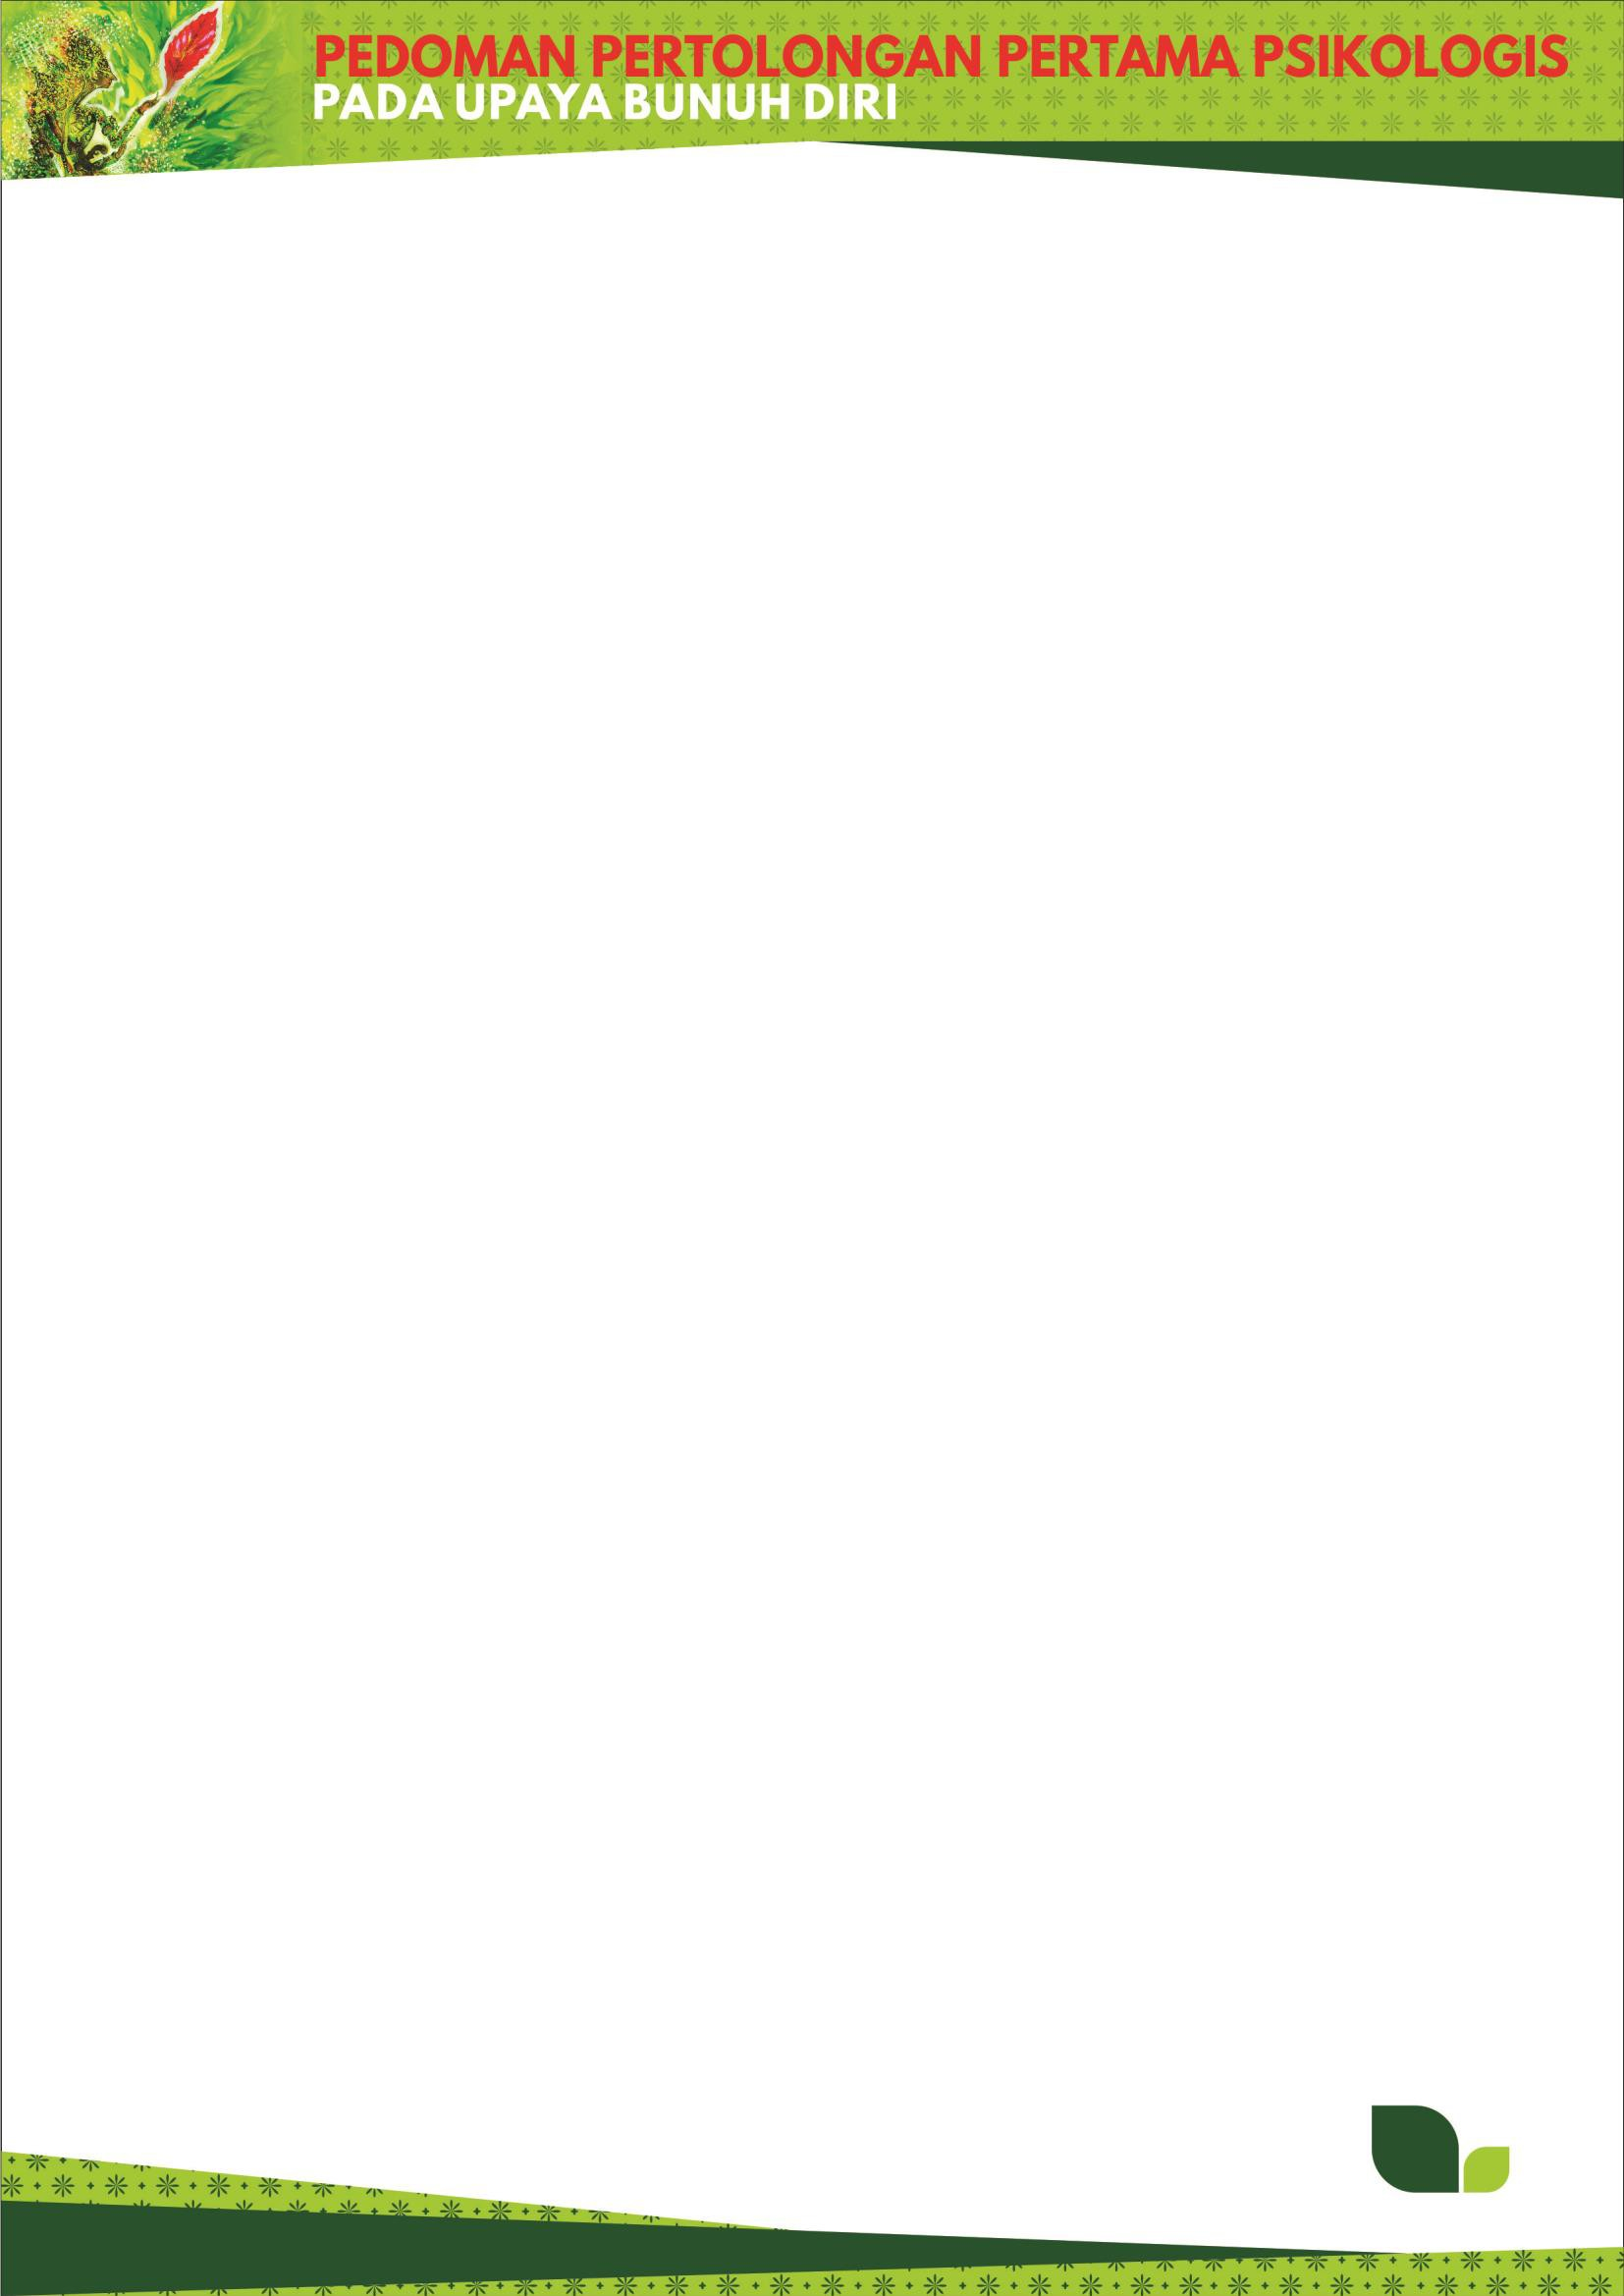 PEDOMAN PERTOLONGAN PERTAMA PSIKOLOGIS
PADA UPAYA BUNUH DIRI